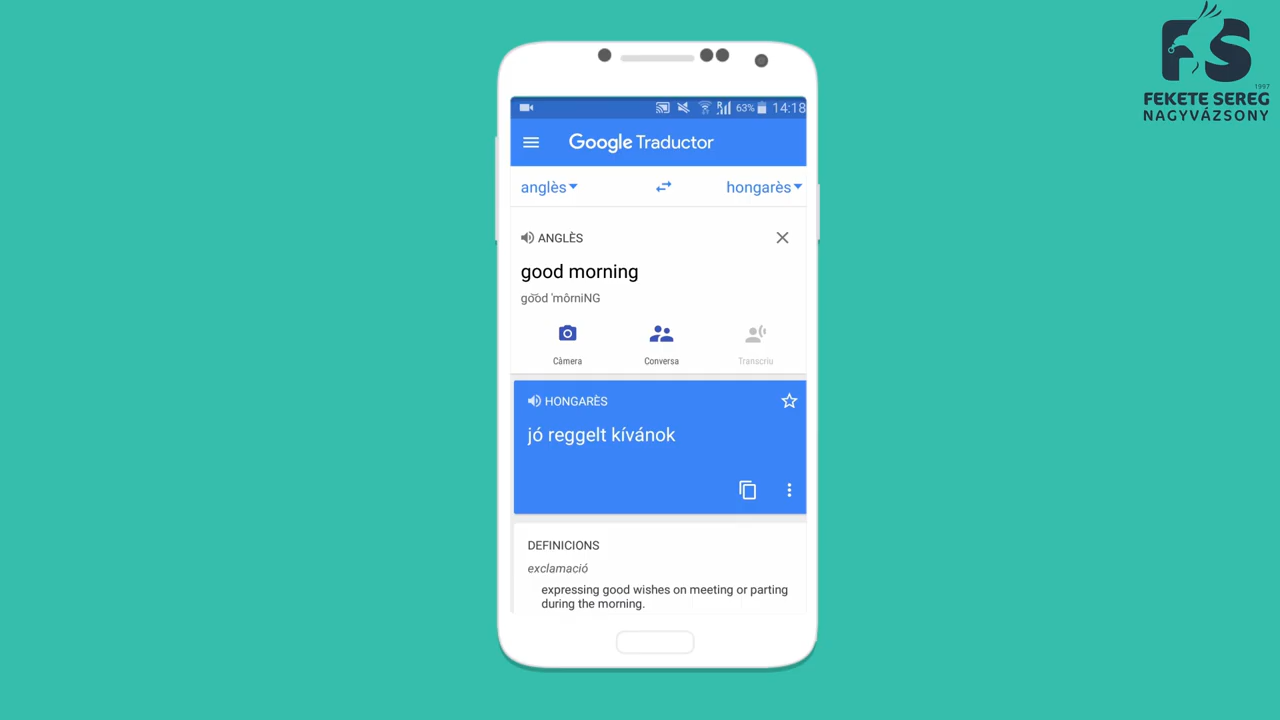 FS
1997
FEKETE SEREG
NAGYVÁZSONY
R
63%
14:18
Google Traductor
anglès
hongarès
ANGLÈS
good morning
go͝od ˈmôrniNG
Càmera
Conversa
Transcriu
HONGARÈS
jó reggelt kívánok
DEFINICIONS
exclamació
expressing good wishes on meeting or parting
during the morning.